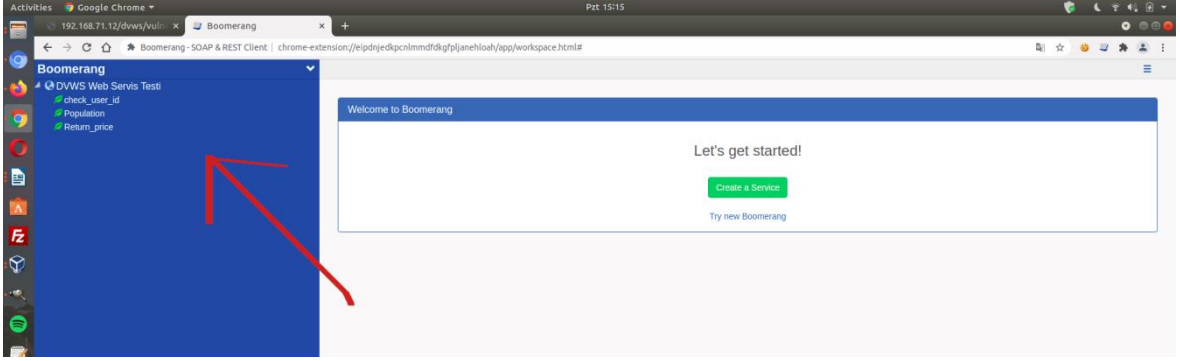 Activities Google Chrome Pzt 15:15
192.168.71.12/dvws/vuln Boomerang
Boomerang - SOAP & REST Client | chrome-extension://eipdnjedkpcnlmmdfdkgfpljanehloah/app/workspace.html#
Boomerang
DVWS Web Servis Testi
check_user_id
Population
Return_price
Welcome to Boomerang
Let's get started!
Create a Service
Try new Boomerang